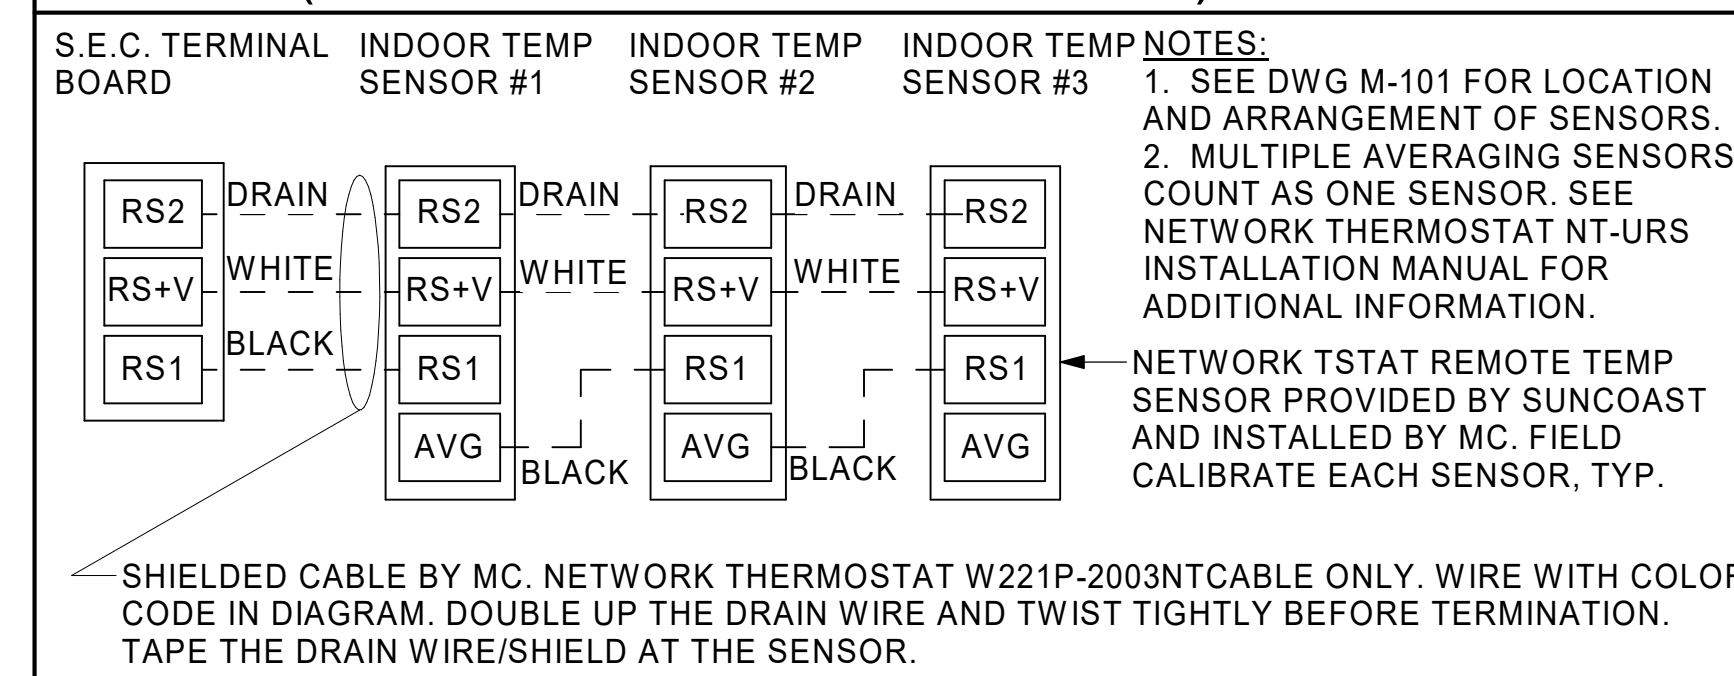 S.E.C. TERMINAL BOARD
INDOOR TEMP SENSOR #1
INDOOR TEMP SENSOR #2
INDOOR TEMP SENSOR #3
RS2
DRAIN
RS2
DRAIN
RS2
DRAIN
RS2
RS+V
WHITE
RS+V
WHITE
RS+V
WHITE
RS+V
RS1
BLACK
RS1
RS1
RS1
AVG
BLACK
AVG
BLACK
AVG
NOTES:
1. SEE DWG M-101 FOR LOCATION
AND ARRANGEMENT OF SENSORS.
2. MULTIPLE AVERAGING SENSORS
COUNT AS ONE SENSOR. SEE
NETWORK THERMOSTAT NT-URS
INSTALLATION MANUAL FOR
ADDITIONAL INFORMATION.
NETWORK TSTAT REMOTE TEMP
SENSOR PROVIDED BY SUNCOAST
AND INSTALLED BY MC. FIELD
CALIBRATE EACH SENSOR, TYP.
SHIELDED CABLE BY MC. NETWORK THERMOSTAT W221P-2003NTCABLE ONLY. WIRE WITH COLOR
CODE IN DIAGRAM. DOUBLE UP THE DRAIN WIRE AND TWIST TIGHTLY BEFORE TERMINATION.
TAPE THE DRAIN WIRE/SHIELD AT THE SENSOR.